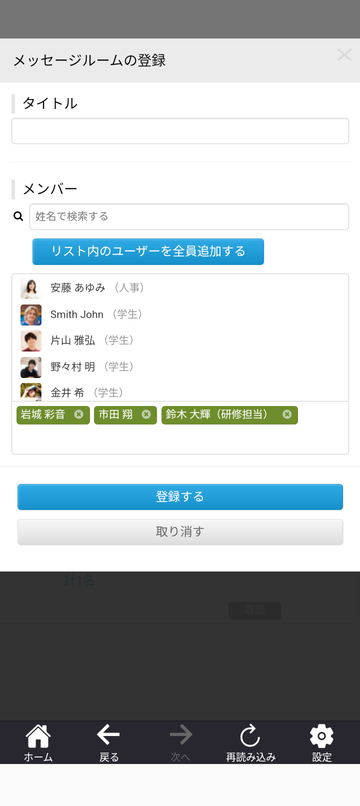 メッセージルームの登録
タイトル
メンバー
姓名で検索する
リスト内のユーザーを全員追加する
安藤 あゆみ （人事）
Smith John （学生）
片山 雅弘 （学生）
野々村 明 （学生）
金井 希 （学生）
岩城 彩音
市田 翔
鈴木 大輝（研修担当）
登録する
取り消す
計1名
ホーム
戻る
次へ
再読み込み
設定